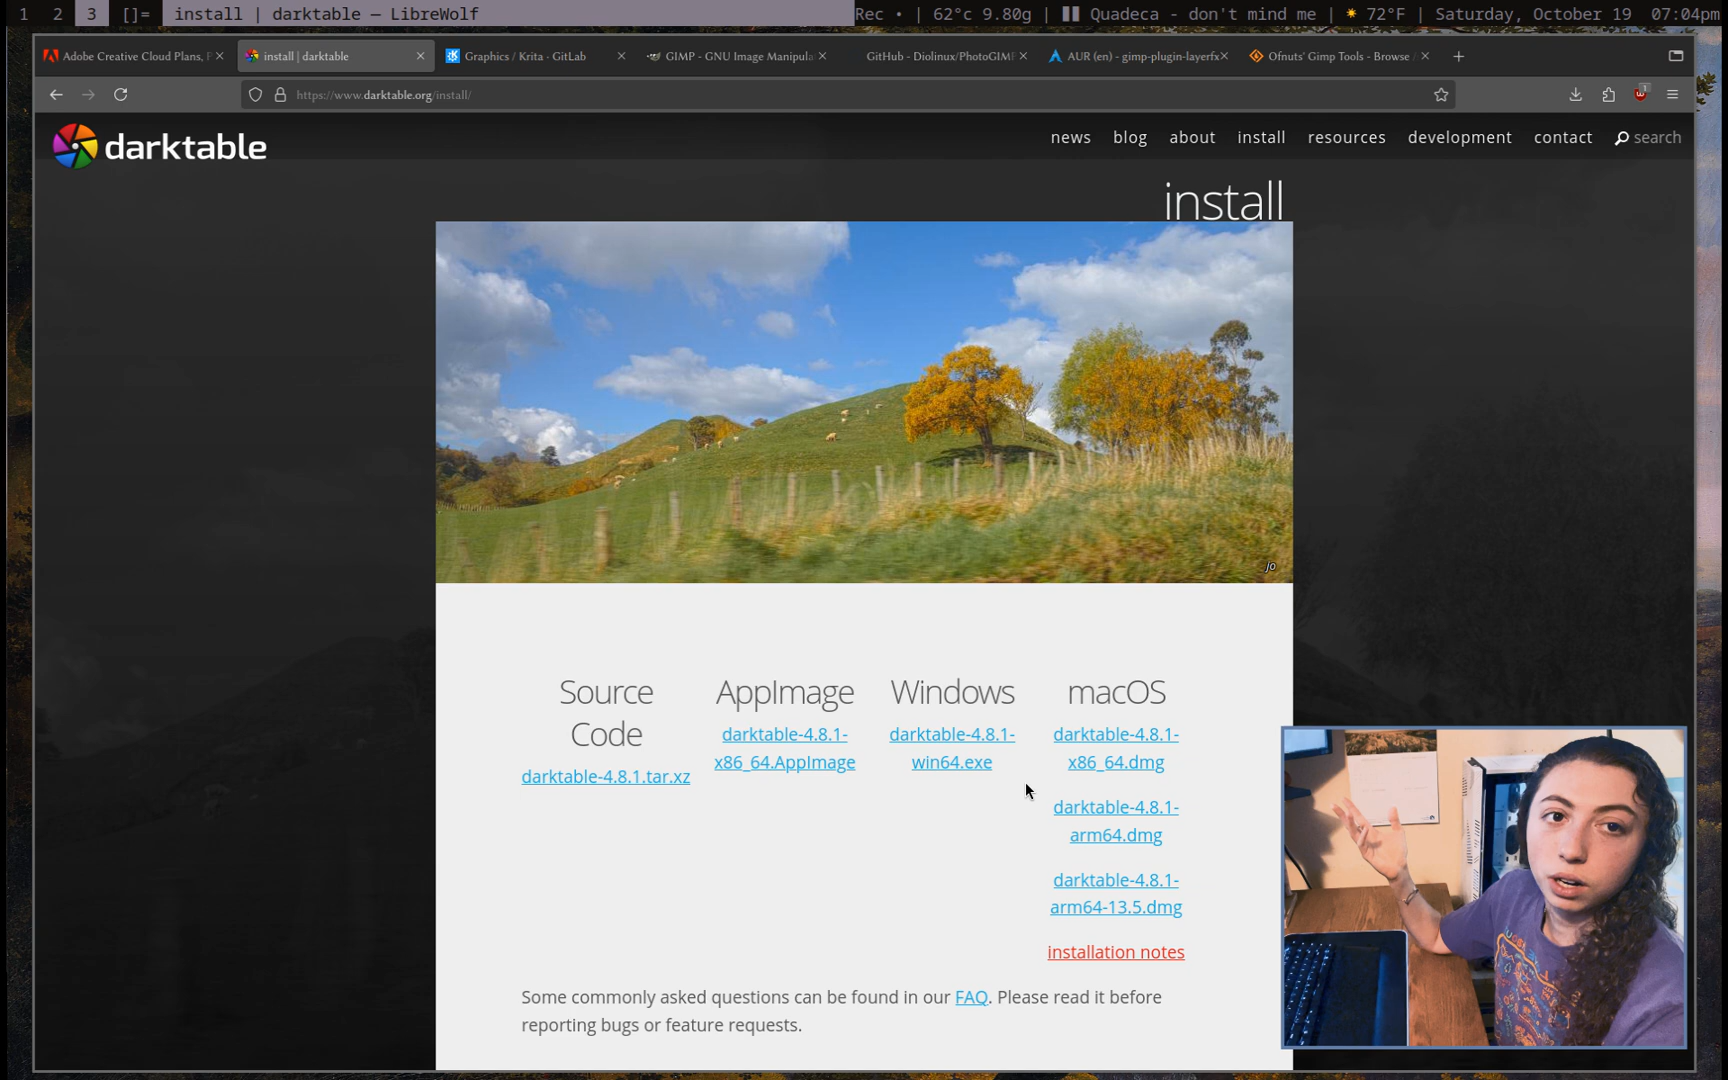 1 2 3 []= install | darktable — LibreWolf Rec • | 62°c 9.80g | Quadeca - don't mind me | 72°F | Saturday, October 19 07:04pm
Adobe Creative Cloud Plans, P install | darktable Graphics / Krita · GitLab GIMP - GNU Image Manipula GitHub - Diolinux/PhotoGIMP AUR (en) - gimp-plugin-layerfx Ofnuts' Gimp Tools - Browse
https://www.darktable.org/install/
darktable news blog about install resources development contact search
install
jo
Source
Code
darktable-4.8.1.tar.xz
AppImage
darktable-4.8.1-
x86_64.AppImage
Windows
darktable-4.8.1-
win64.exe
macOS
darktable-4.8.1-
x86_64.dmg
darktable-4.8.1-
arm64.dmg
darktable-4.8.1-
arm64-13.5.dmg
installation notes
Some commonly asked questions can be found in our FAQ. Please read it before
reporting bugs or feature requests.